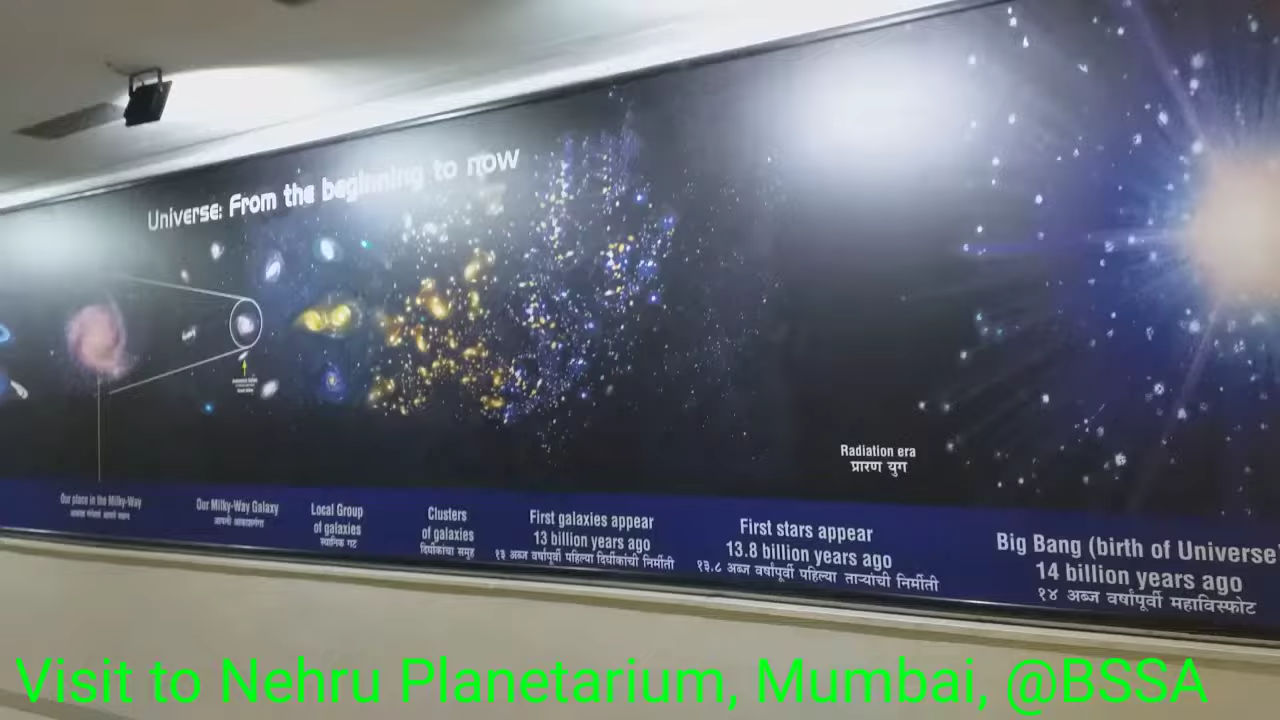 Universe: From the beginning to now
Radiation era
प्रारण युग
Our place in the Milky-Way
Our Milky-Way Galaxy
आपली आकाशगंगा
Local Group
of galaxies
स्थानिक गट
Clusters
of galaxies
दिर्घीकांचा समूह
First galaxies appear
13 billion years ago
१३ अब्ज वर्षांपूर्वी पहिल्या दिर्घीकांची निर्मीती
First stars appear
13.8 billion years ago
१३.८ अब्ज वर्षांपूर्वी पहिल्या ताऱ्यांची निर्मीती
Big Bang (birth of Universe)
14 billion years ago
१४ अब्ज वर्षांपूर्वी महाविस्फोट
Visit to Nehru Planetarium, Mumbai, @BSSA